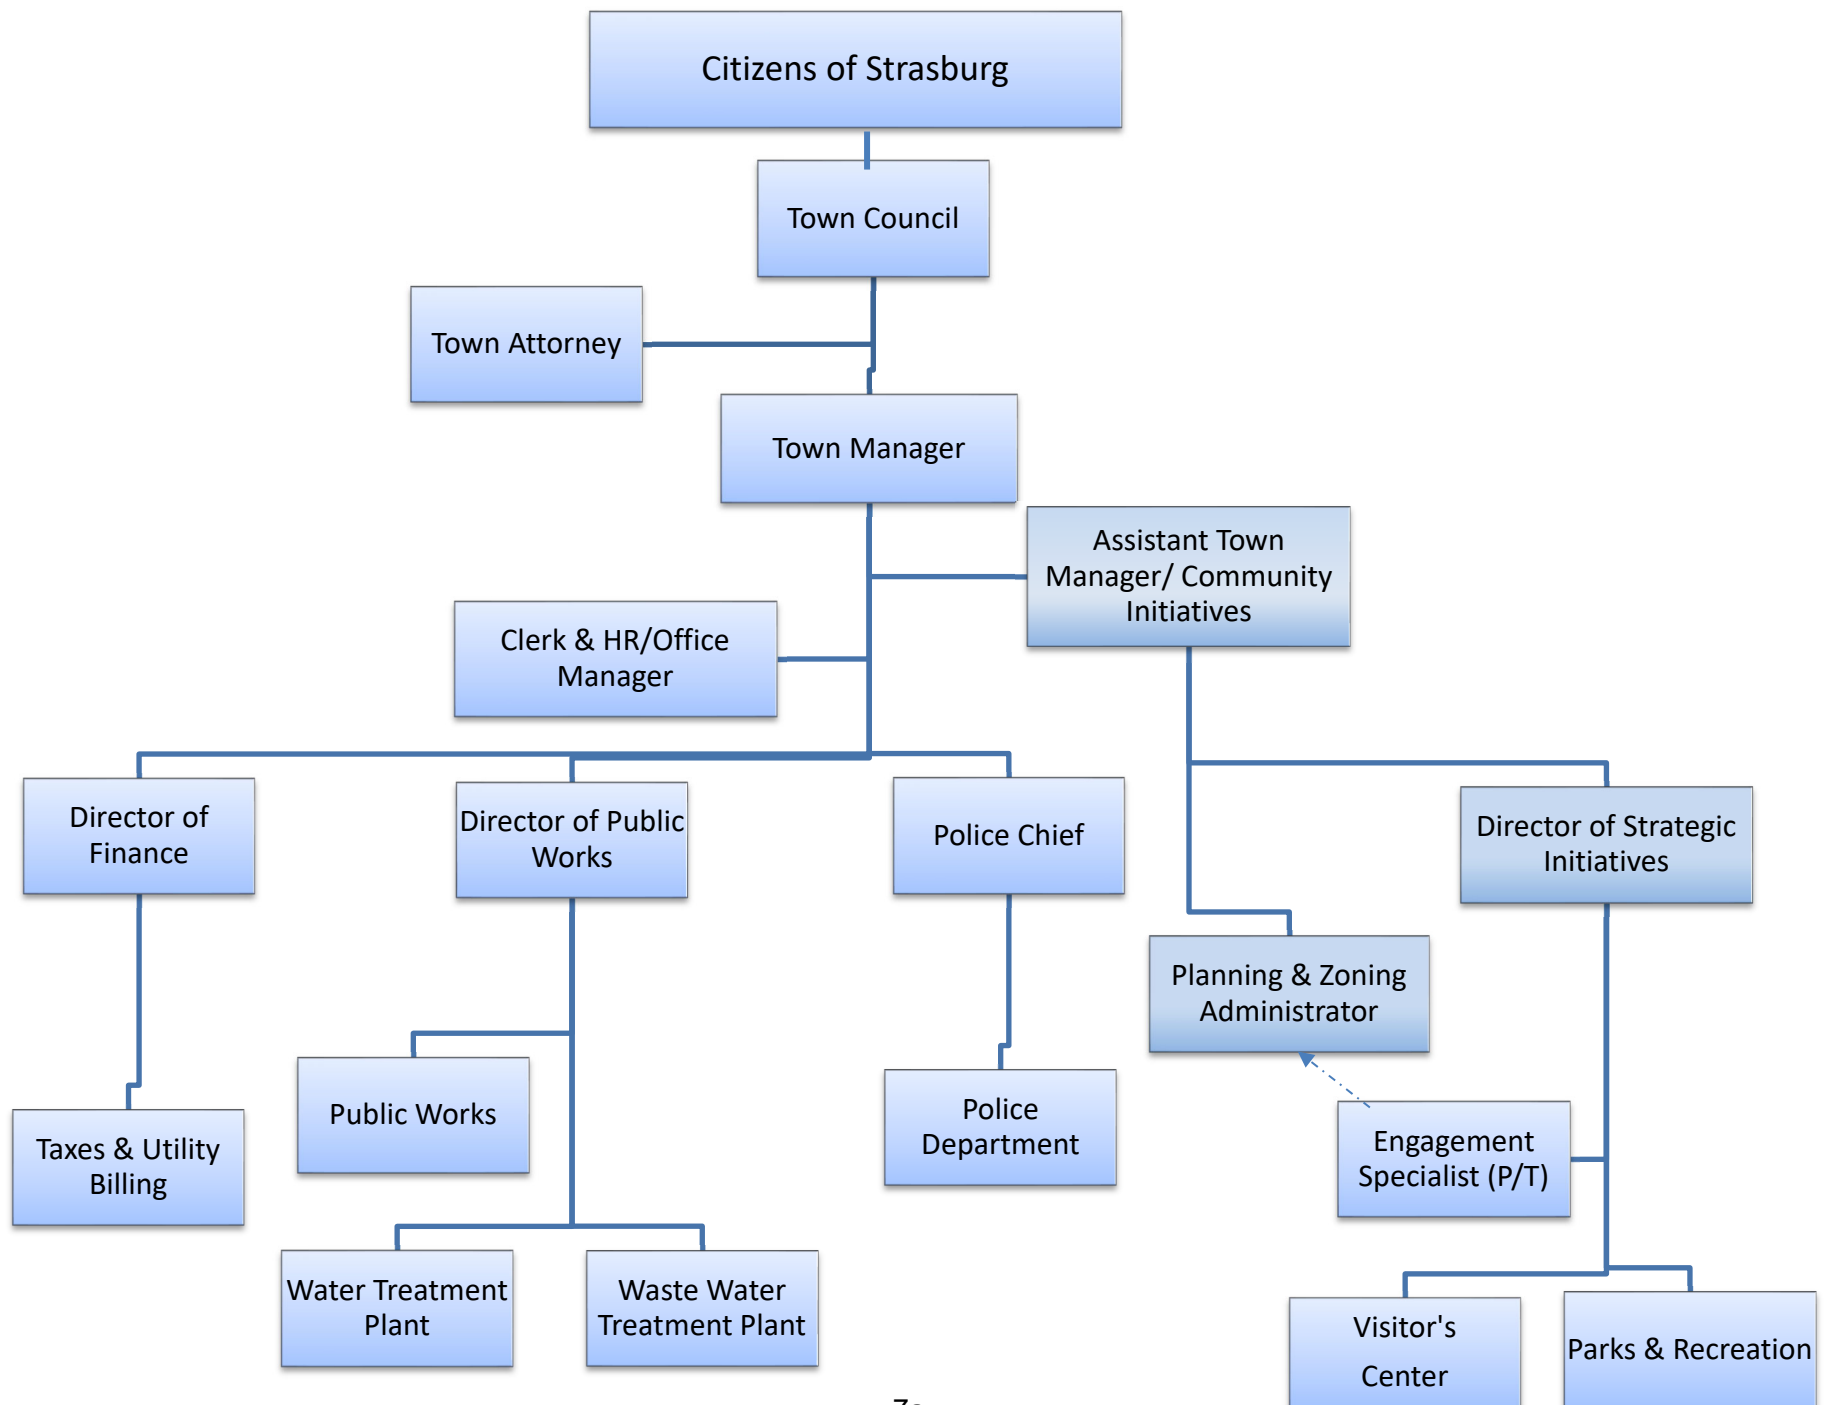 Citizens of Strasburg
Town Council
Town Attorney
Town Manager
Assistant Town
Manager/ Community
Initiatives
Clerk & HR/Office
Manager
Director of
Finance
Director of Public
Works
Police Chief
Director of Strategic
Initiatives
Planning & Zoning
Administrator
Public Works
Police
Department
Taxes & Utility
Billing
Engagement
Specialist (P/T)
Water Treatment
Plant
Waste Water
Treatment Plant
Visitor's
Center
Parks & Recreation